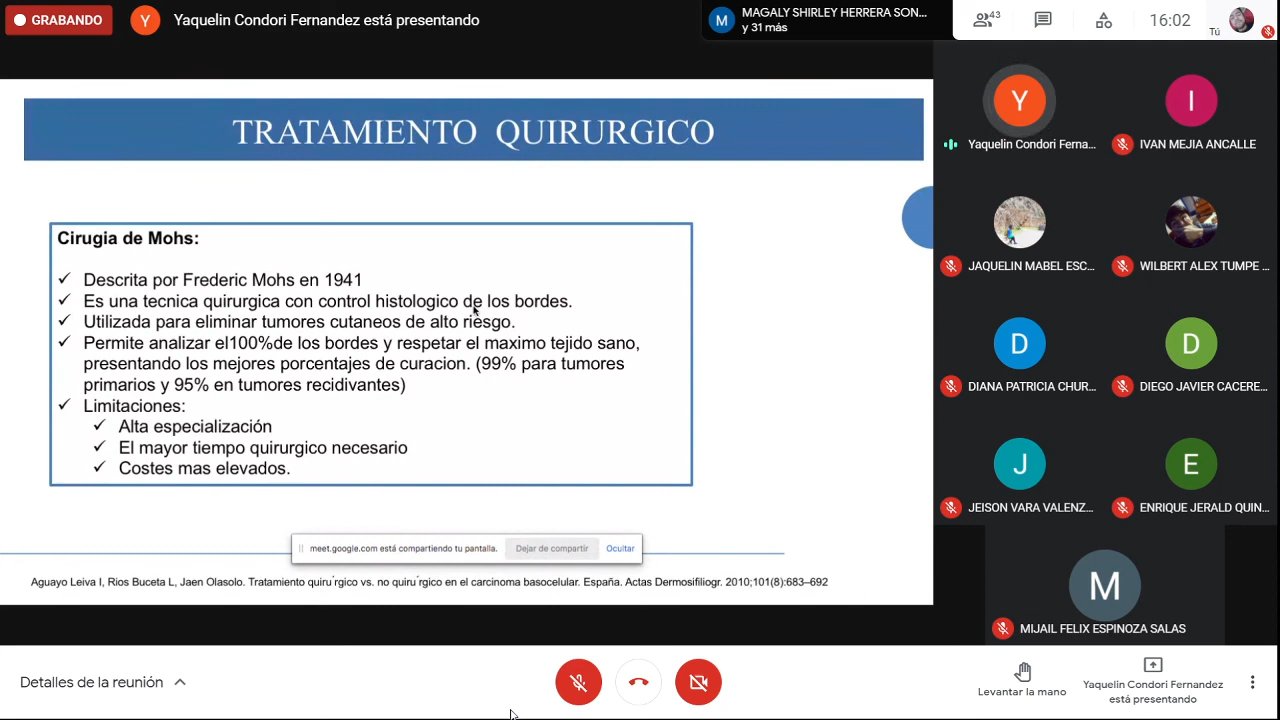 GRABANDO
Y
Yaquelin Condori Fernandez está presentando
M
MAGALY SHIRLEY HERRERA SON...
y 31 más
43
16:02
Tú
TRATAMIENTO QUIRURGICO
Cirugia de Mohs:
✓ Descrita por Frederic Mohs en 1941
✓ Es una tecnica quirurgica con control histologico de los bordes.
✓ Utilizada para eliminar tumores cutaneos de alto riesgo.
✓ Permite analizar el100%de los bordes y respetar el maximo tejido sano,
presentando los mejores porcentajes de curacion. (99% para tumores
primarios y 95% en tumores recidivantes)
✓ Limitaciones:
✓ Alta especialización
✓ El mayor tiempo quirurgico necesario
✓ Costes mas elevados.
meet.google.com está compartiendo tu pantalla.
Dejar de compartir
Ocultar
Aguayo Leiva I, Rios Buceta L, Jaen Olasolo. Tratamiento quiru ́rgico vs. no quiru ́rgico en el carcinoma basocelular. España. Actas Dermosifiliogr. 2010;101(8):683–692
Y
Yaquelin Condori Ferna...
I
IVAN MEJIA ANCALLE
JAQUELIN MABEL ESC...
WILBERT ALEX TUMPE ...
D
DIANA PATRICIA CHUR...
D
DIEGO JAVIER CACERE...
J
JEISON VARA VALENZ...
E
ENRIQUE JERALD QUIN...
M
MIJAIL FELIX ESPINOZA SALAS
Detalles de la reunión
Levantar la mano
Yaquelin Condori Fernandez
está presentando